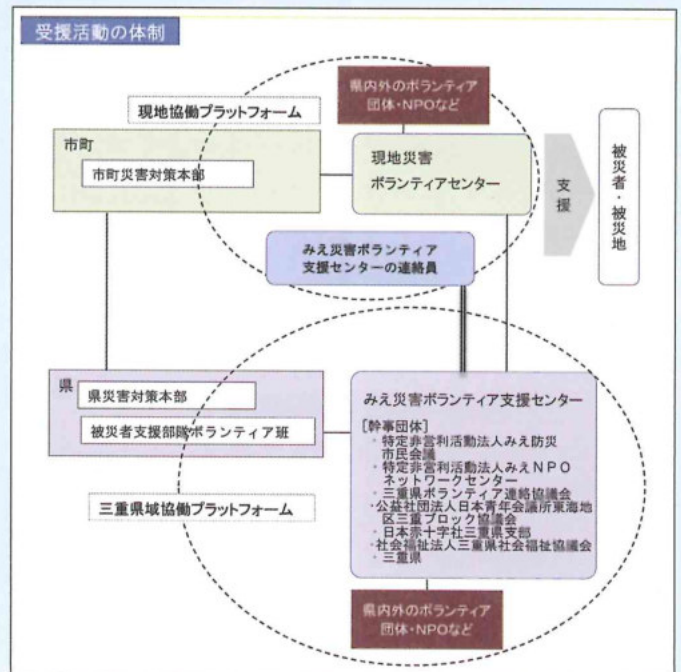 受援活動の体制
県内外のボランティア
団体・NPOなど
現地協働プラットフォーム
市町
市町災害対策本部
現地災害
ボランティアセンター
支援
被災者・被災地
みえ災害ボランティア
支援センターの連絡員
県
県災害対策本部
被災者支援部隊ボランティア班
三重県域協働プラットフォーム
みえ災害ボランティア支援センター
[幹事団体]
・特定非営利活動法人みえ防災
市民会議
・特定非営利活動法人みえNPO
ネットワークセンター
・三重県ボランティア連絡協議会
・公益社団法人日本青年会議所東海地
区三重ブロック協議会
・日本赤十字社三重県支部
・社会福祉法人三重県社会福祉協議会
・三重県
県内外のボランティア
団体・NPOなど